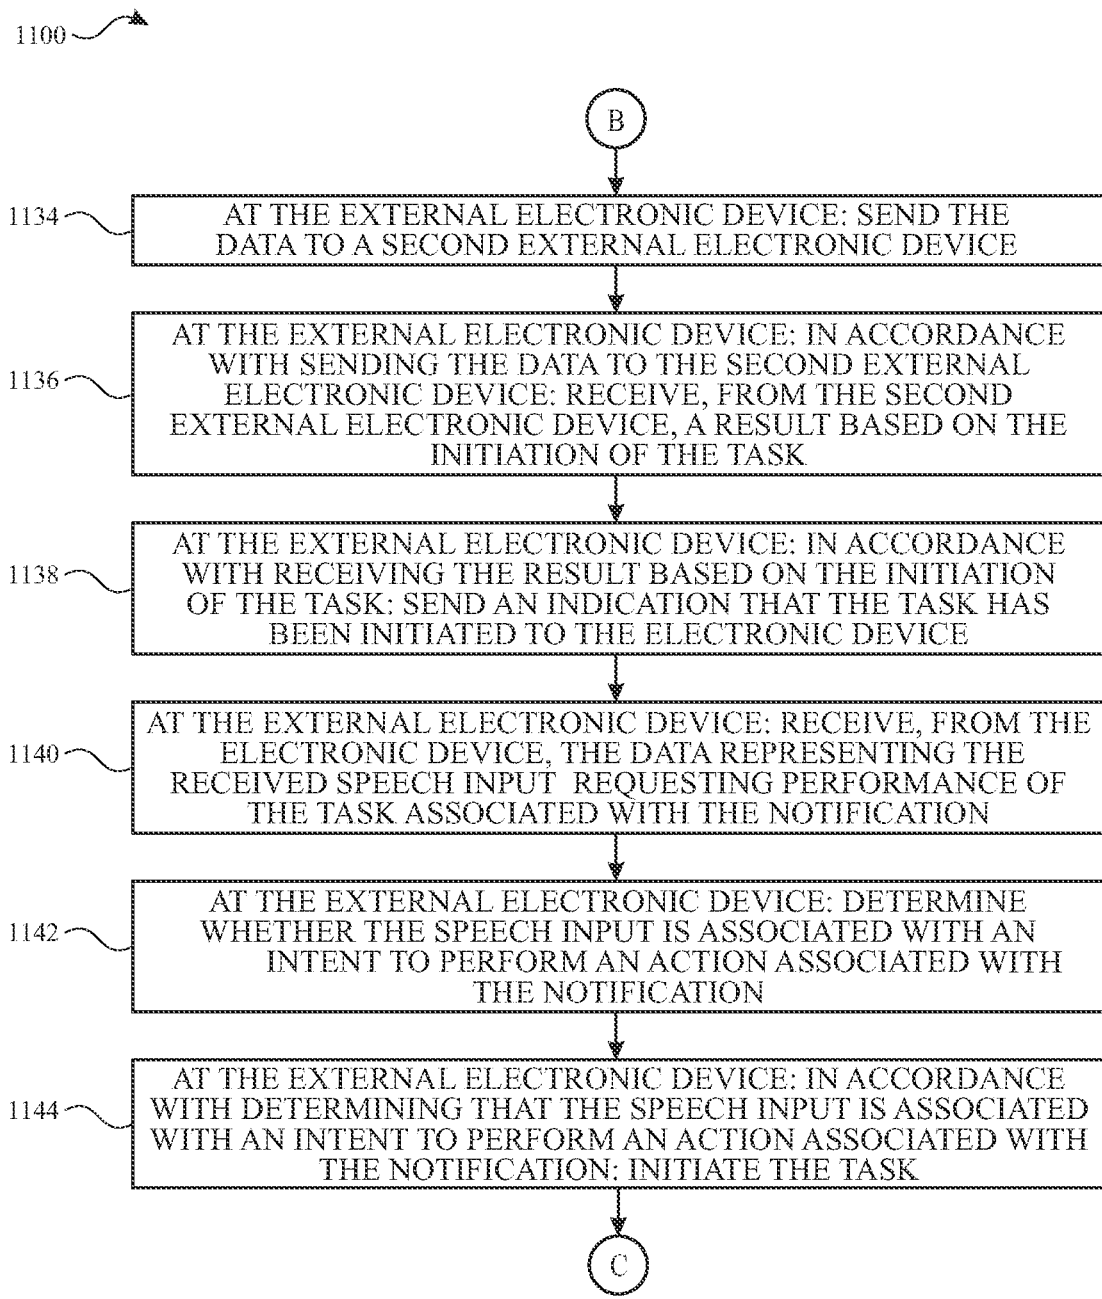 1100
B
1134
AT THE EXTERNAL ELECTRONIC DEVICE: SEND THE
DATA TO A SECOND EXTERNAL ELECTRONIC DEVICE
1136
AT THE EXTERNAL ELECTRONIC DEVICE: IN ACCORDANCE
WITH SENDING THE DATA TO THE SECOND EXTERNAL
ELECTRONIC DEVICE: RECEIVE, FROM THE SECOND
EXTERNAL ELECTRONIC DEVICE, A RESULT BASED ON THE
INITIATION OF THE TASK
1138
AT THE EXTERNAL ELECTRONIC DEVICE: IN ACCORDANCE
WITH RECEIVING THE RESULT BASED ON THE INITIATION
OF THE TASK: SEND AN INDICATION THAT THE TASK HAS
BEEN INITIATED TO THE ELECTRONIC DEVICE
1140
AT THE EXTERNAL ELECTRONIC DEVICE: RECEIVE, FROM THE
ELECTRONIC DEVICE, THE DATA REPRESENTING THE
RECEIVED SPEECH INPUT REQUESTING PERFORMANCE OF
THE TASK ASSOCIATED WITH THE NOTIFICATION
1142
AT THE EXTERNAL ELECTRONIC DEVICE: DETERMINE
WHETHER THE SPEECH INPUT IS ASSOCIATED WITH AN
INTENT TO PERFORM AN ACTION ASSOCIATED WITH
THE NOTIFICATION
1144
AT THE EXTERNAL ELECTRONIC DEVICE: IN ACCORDANCE
WITH DETERMINING THAT THE SPEECH INPUT IS ASSOCIATED
WITH AN INTENT TO PERFORM AN ACTION ASSOCIATED WITH
THE NOTIFICATION: INITIATE THE TASK
C